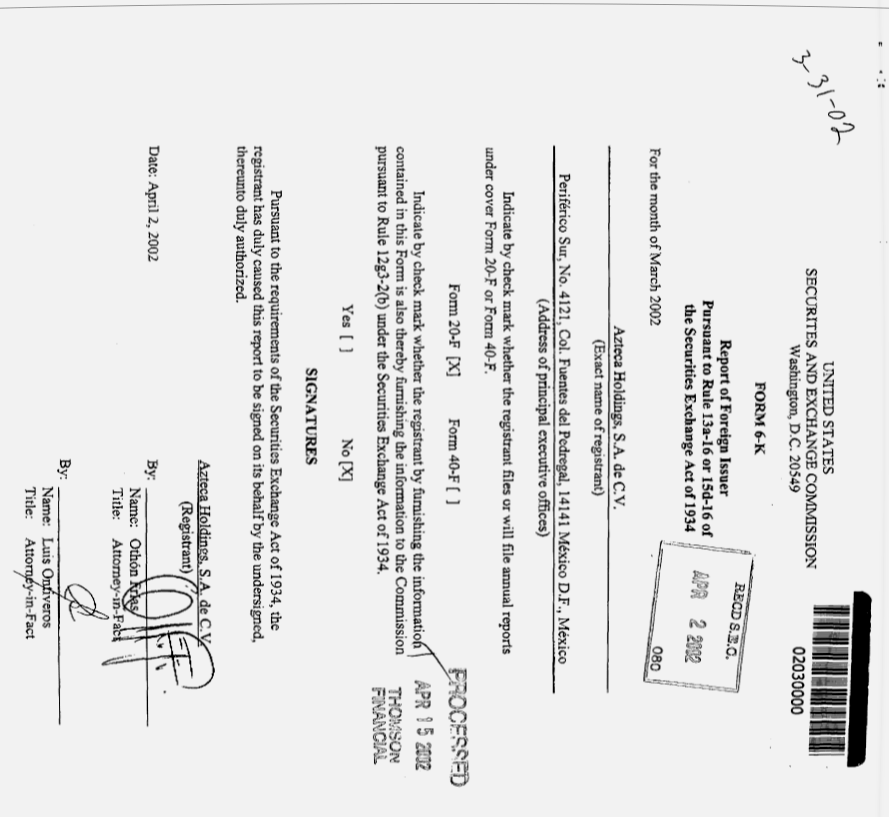 3-31-02
02030000
UNITED STATES
SECURITIES AND EXCHANGE COMMISSION
Washington, D.C. 20549
FORM 6-K
Report of Foreign Issuer
Pursuant to Rule 13a-16 or 15d-16 of
the Securities Exchange Act of 1934
RECD S.E.C.
APR 2 2002
080
For the month of March 2002
Azteca Holdings, S.A. de C.V.
(Exact name of registrant)
Periférico Sur, No. 4121, Col. Fuentes del Pedregal, 14141 México D.F., México
(Address of principal executive offices)
Indicate by check mark whether the registrant files or will file annual reports
under cover Form 20-F or Form 40-F.
Form 20-F [X] Form 40-F [ ]
Indicate by check mark whether the registrant by furnishing the information
contained in this Form is also thereby furnishing the information to the Commission
pursuant to Rule 12g3-2(b) under the Securities Exchange Act of 1934.
Yes [ ] No [X]
PROCESSED
APR 15 2002
THOMSON
FINANCIAL
SIGNATURES
Pursuant to the requirements of the Securities Exchange Act of 1934, the
registrant has duly caused this report to be signed on its behalf by the undersigned,
thereunto duly authorized.
Azteca Holdings, S.A. de C.V.
(Registrant)
Date: April 2, 2002
By:
Name: Othón Frías
Title: Attorney-in-Fact
By:
Name: Luis Ontiveros
Title: Attorney-in-Fact